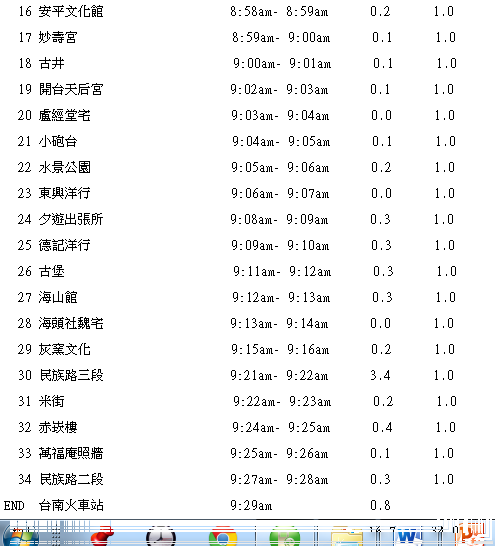 16 安平文化館 8:58am- 8:59am 0.2 1.0
17 妙壽宮 8:59am- 9:00am 0.1 1.0
18 古井 9:00am- 9:01am 0.1 1.0
19 開台天后宮 9:02am- 9:03am 0.1 1.0
20 盧經堂宅 9:03am- 9:04am 0.0 1.0
21 小砲台 9:04am- 9:05am 0.1 1.0
22 水景公園 9:05am- 9:06am 0.2 1.0
23 東興洋行 9:06am- 9:07am 0.0 1.0
24 夕遊出張所 9:08am- 9:09am 0.3 1.0
25 德記洋行 9:09am- 9:10am 0.3 1.0
26 古堡 9:11am- 9:12am 0.3 1.0
27 海山館 9:12am- 9:13am 0.3 1.0
28 海頭社魏宅 9:13am- 9:14am 0.0 1.0
29 灰窯文化 9:15am- 9:16am 0.2 1.0
30 民族路三段 9:21am- 9:22am 3.4 1.0
31 米街 9:22am- 9:23am 0.2 1.0
32 赤崁樓 9:24am- 9:25am 0.4 1.0
33 萬福庵照牆 9:25am- 9:26am 0.1 1.0
34 民族路二段 9:27am- 9:28am 0.3 1.0
END 台南火車站 9:29am 0.8